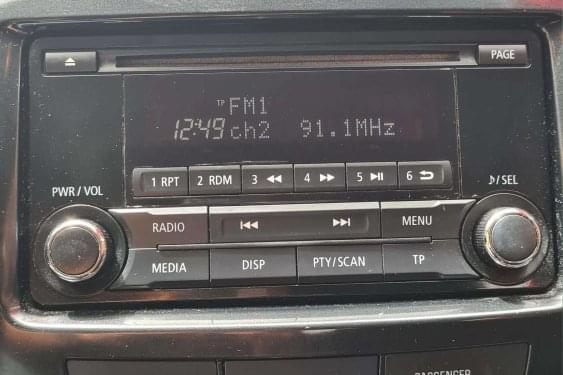 PAGE
TP FM1
12:49 ch2 91.1MHz
1 RPT 2 RDM 3 4 5 6
PWR / VOL
♪/SEL
RADIO MENU
MEDIA DISP PTY/SCAN TP
PASSENGER